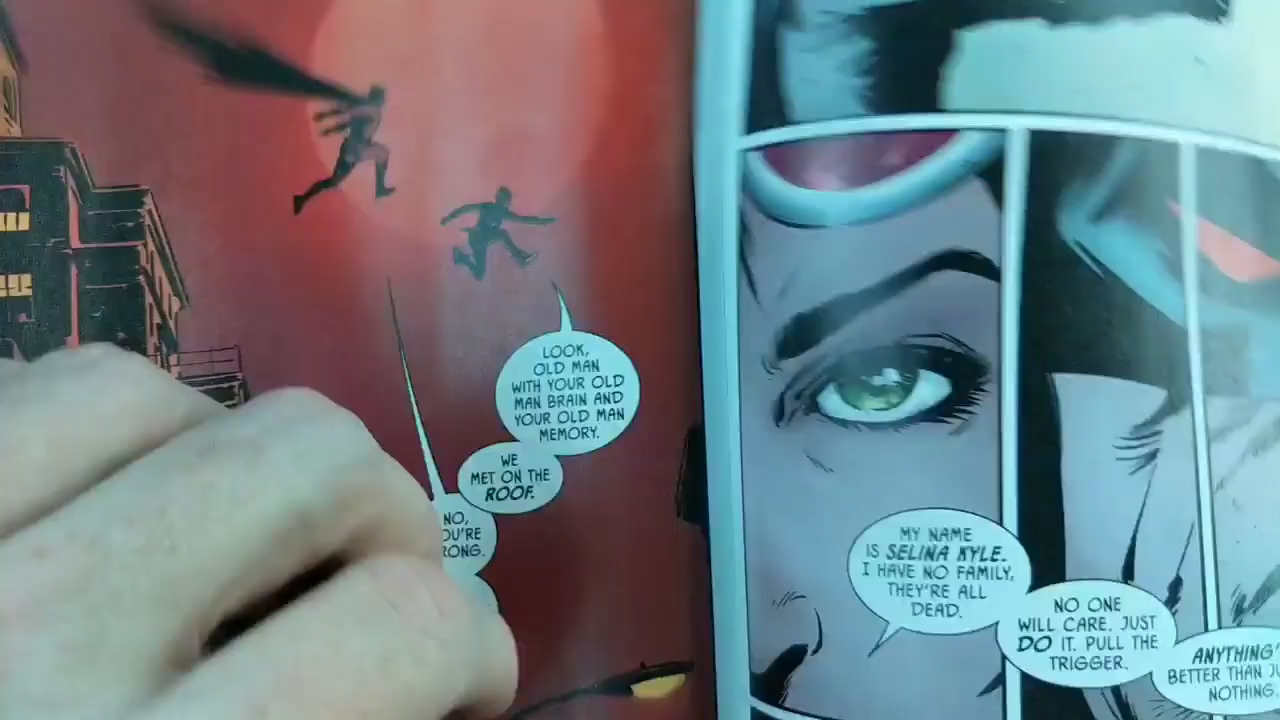 LOOK,
OLD MAN
WITH YOUR OLD
MAN BRAIN AND
YOUR OLD MAN
MEMORY.
WE
MET ON THE
ROOF.
NO,
MY NAME
IS SELINA KYLE.
I HAVE NO FAMILY,
THEY'RE ALL
DEAD.
NO ONE
WILL CARE. JUST
DO IT. PULL THE
TRIGGER.
ANYTHING'
BETTER THAN
NOTHING.